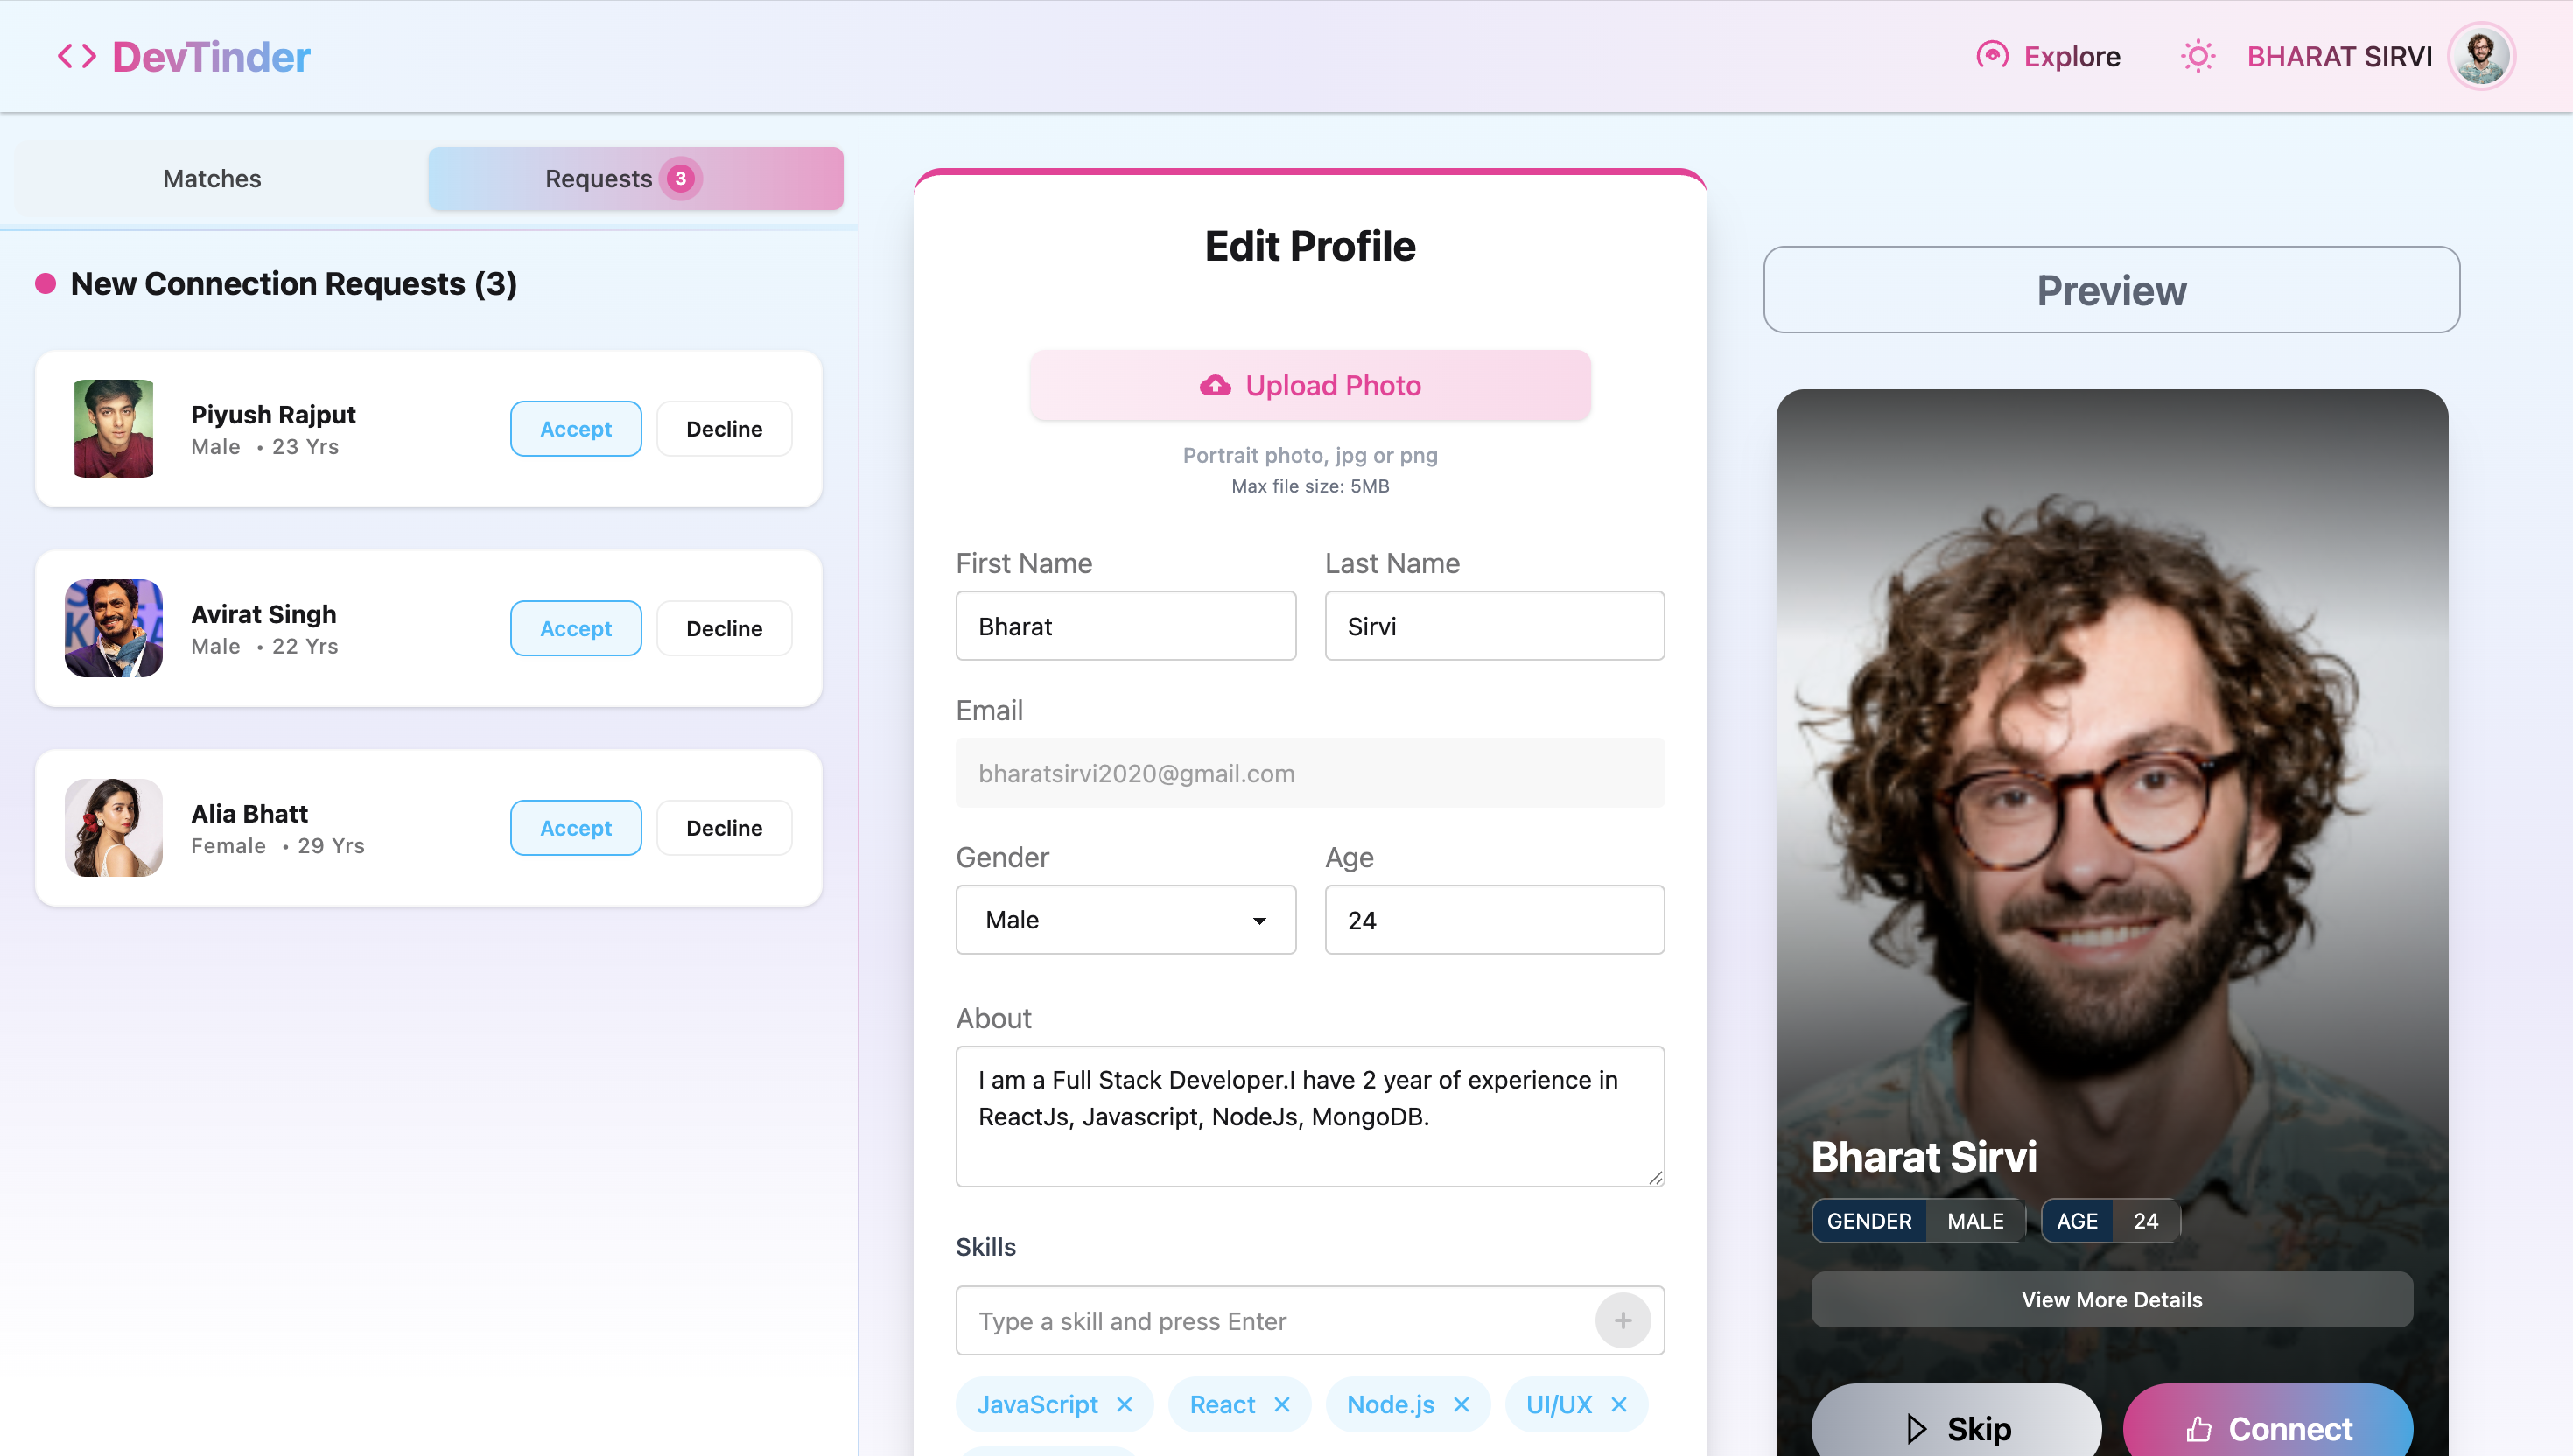 <> DevTinder
Explore
BHARAT SIRVI
Matches
Requests 3
New Connection Requests (3)
Piyush Rajput
Male • 23 Yrs
Accept
Decline
Avirat Singh
Male • 22 Yrs
Accept
Decline
Alia Bhatt
Female • 29 Yrs
Accept
Decline
Edit Profile
Upload Photo
Portrait photo, jpg or png
Max file size: 5MB
First Name
Last Name
Bharat
Sirvi
Email
bharatsirvi2020@gmail.com
Gender
Age
Male
24
About
I am a Full Stack Developer.I have 2 year of experience in
ReactJs, Javascript, NodeJs, MongoDB.
Skills
Type a skill and press Enter
+
JavaScript ×
React ×
Node.js ×
UI/UX ×
Preview
Bharat Sirvi
GENDER MALE
AGE 24
View More Details
Skip
Connect